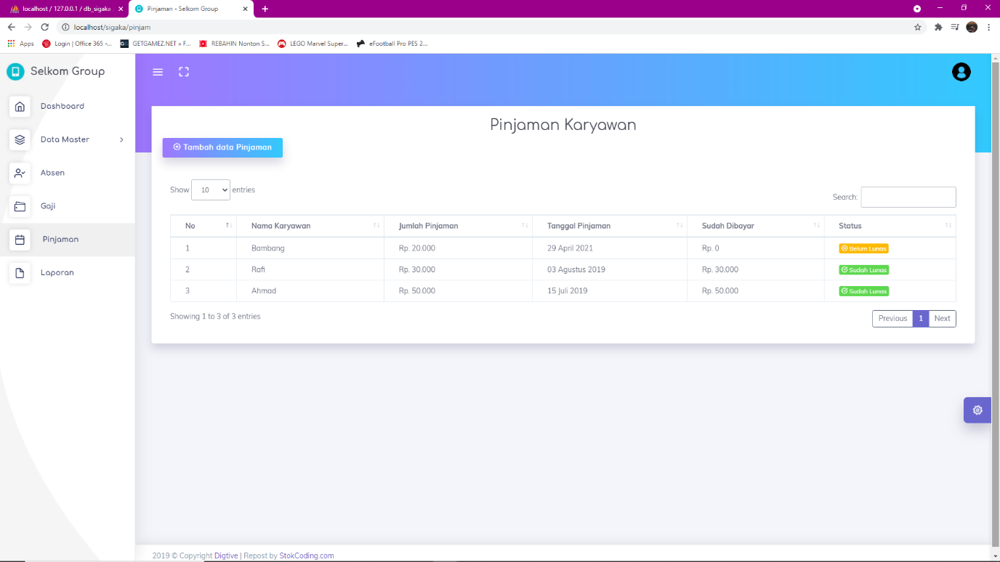 localhost / 127.0.0.1 / db_sigaka
Pinjaman - Selkom Group
localhost/sigaka/pinjam
Apps
Login | Office 365 -...
GETGAMEZ.NET » F...
REBAHIN Nonton S...
LEGO Marvel Super...
eFootball Pro PES 2...
Selkom Group
Dashboard
Data Master
Absen
Gaji
Pinjaman
Laporan
Pinjaman Karyawan
Tambah data Pinjaman
Show 10 entries
Search:
No Nama Karyawan Jumlah Pinjaman Tanggal Pinjaman Sudah Dibayar Status
1 Bambang Rp. 20.000 29 April 2021 Rp. 0 Belum Lunas
2 Rafi Rp. 30.000 03 Agustus 2019 Rp. 30.000 Sudah Lunas
3 Ahmad Rp. 50.000 15 Juli 2019 Rp. 50.000 Sudah Lunas
Showing 1 to 3 of 3 entries
Previous 1 Next
2019 © Copyright Digtive | Repost by StokCoding.com